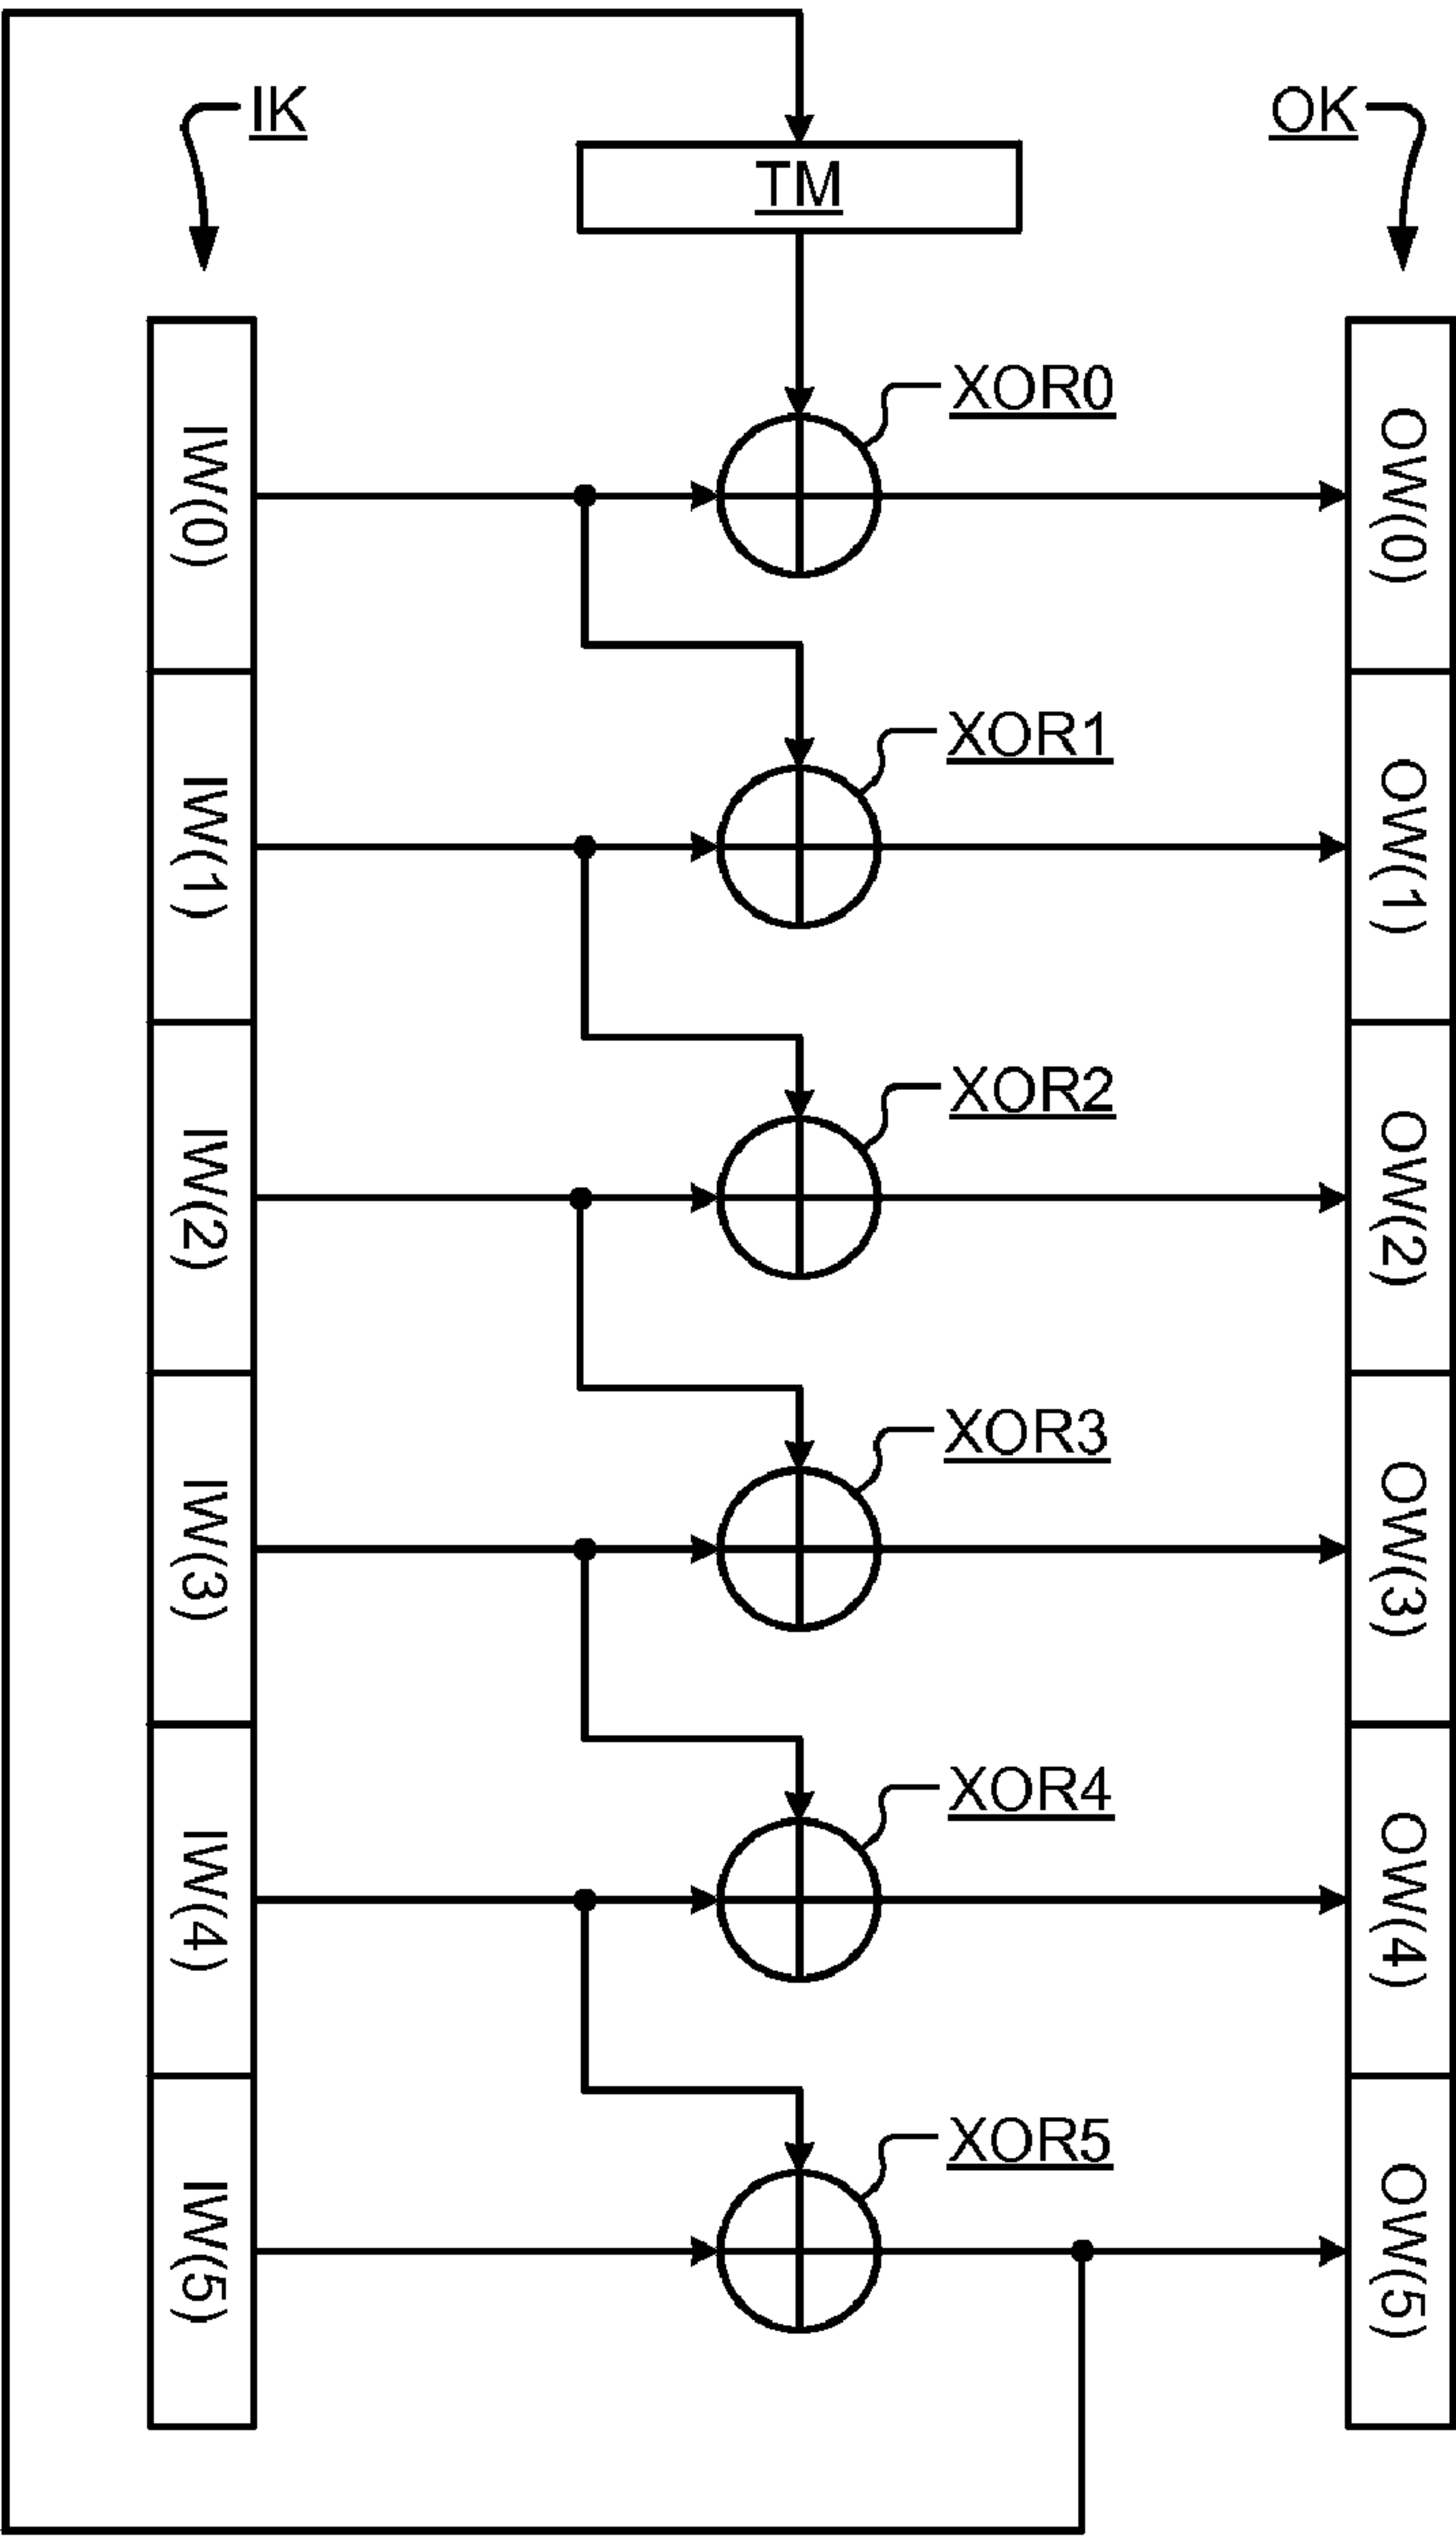 IK
OK
TM
XOR0
IW(0)
OW(0)
XOR1
IW(1)
OW(1)
XOR2
IW(2)
OW(2)
XOR3
IW(3)
OW(3)
XOR4
IW(4)
OW(4)
XOR5
IW(5)
OW(5)